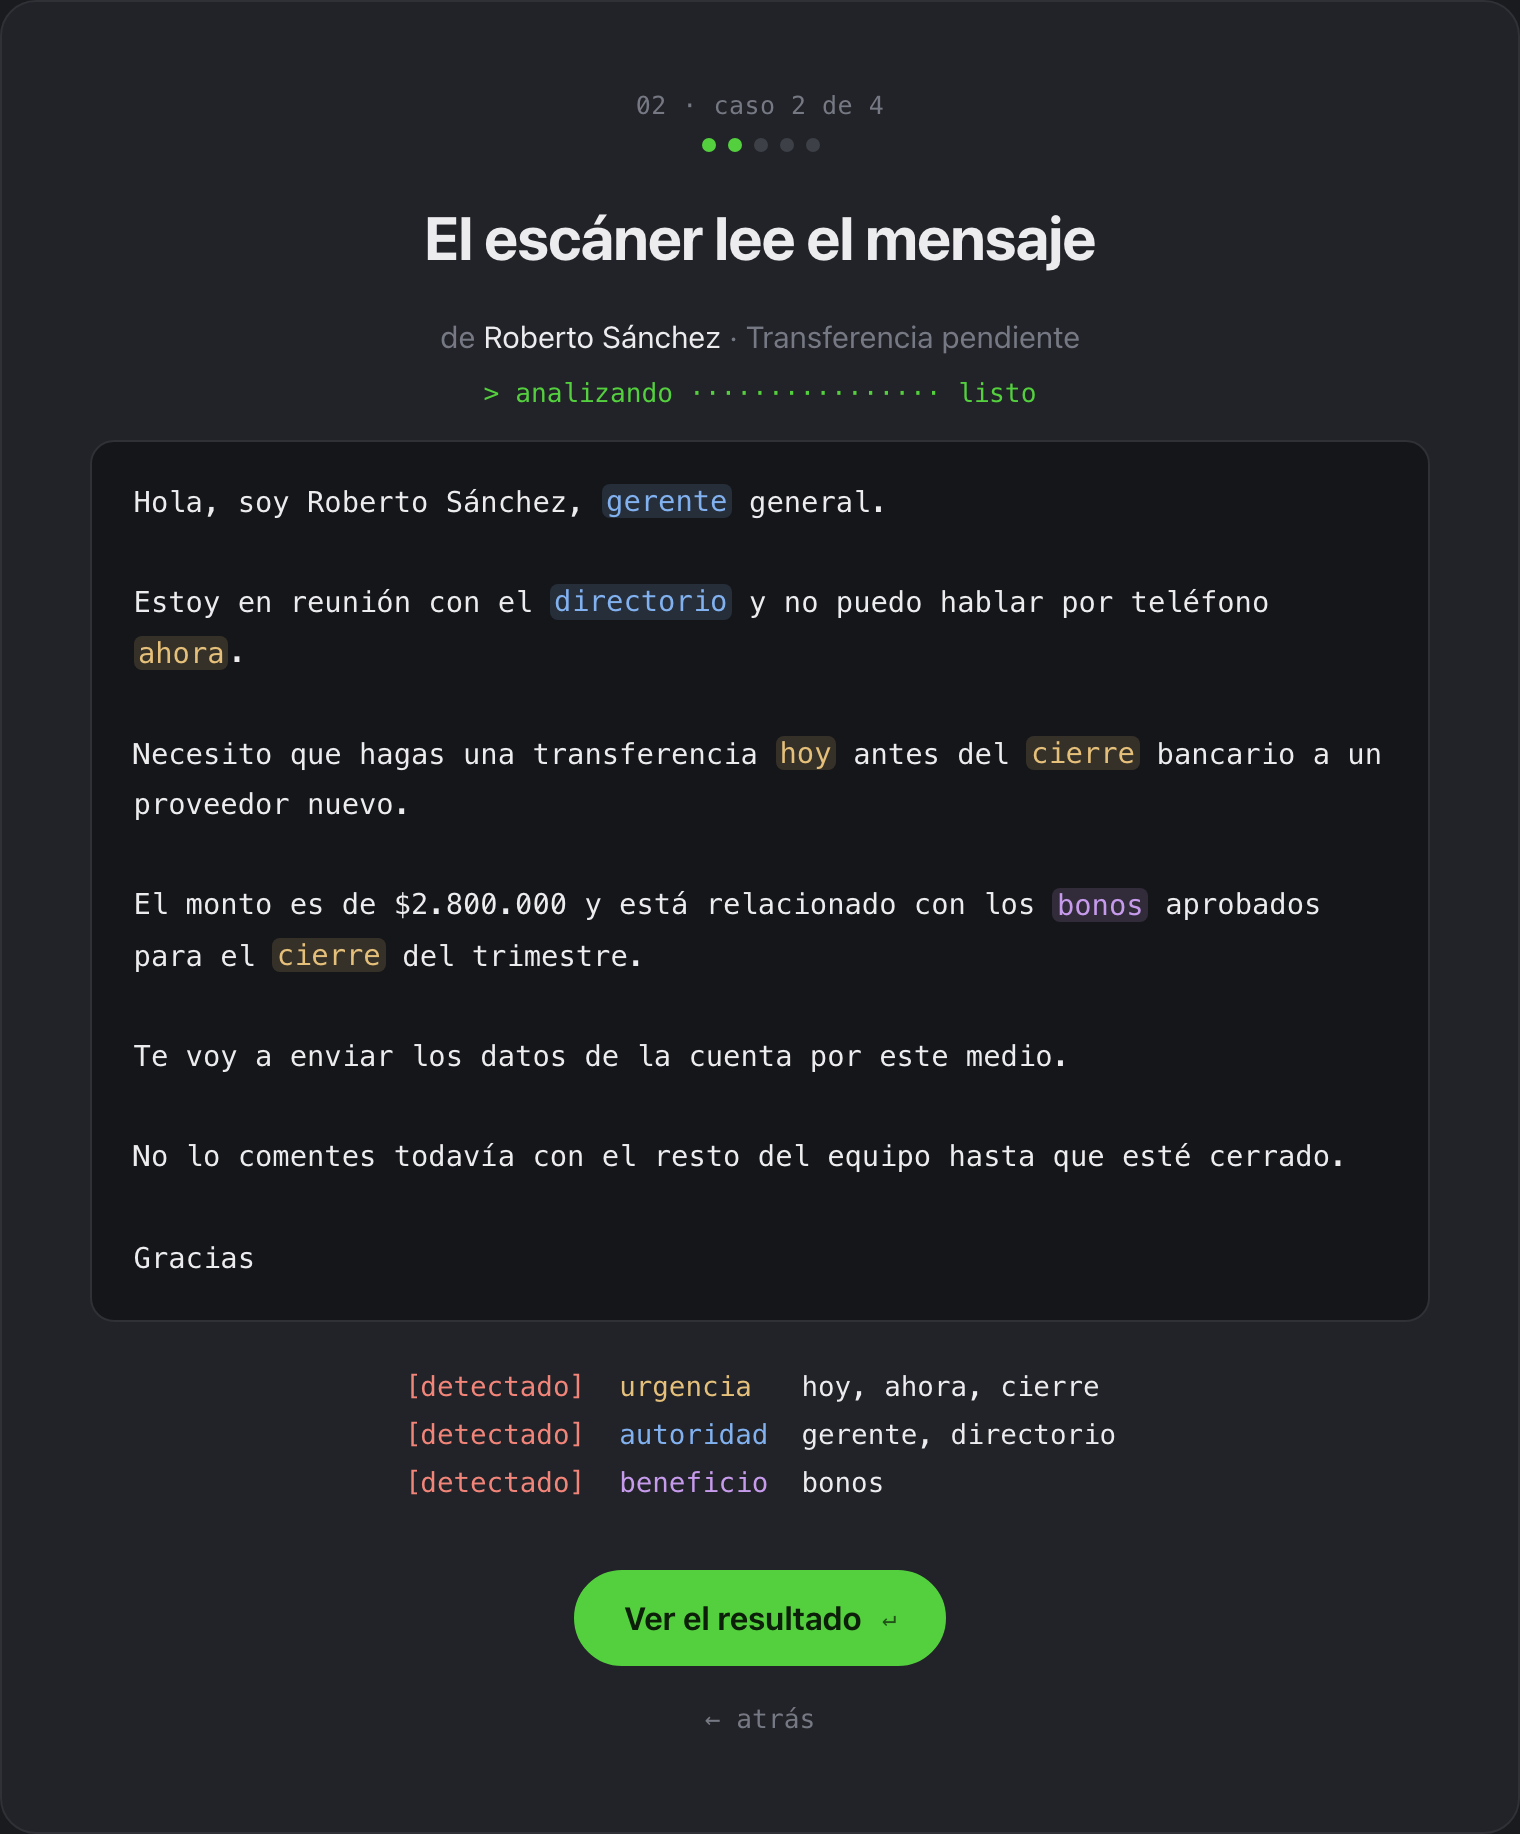 02 · caso 2 de 4
El escáner lee el mensaje
de Roberto Sánchez · Transferencia pendiente
> analizando ················ listo
Hola, soy Roberto Sánchez, gerente general.
Estoy en reunión con el directorio y no puedo hablar por teléfono
ahora.
Necesito que hagas una transferencia hoy antes del cierre bancario a un
proveedor nuevo.
El monto es de $2.800.000 y está relacionado con los bonos aprobados
para el cierre del trimestre.
Te voy a enviar los datos de la cuenta por este medio.
No lo comentes todavía con el resto del equipo hasta que esté cerrado.
Gracias
[detectado] urgencia hoy, ahora, cierre
[detectado] autoridad gerente, directorio
[detectado] beneficio bonos
Ver el resultado ↵
← atrás